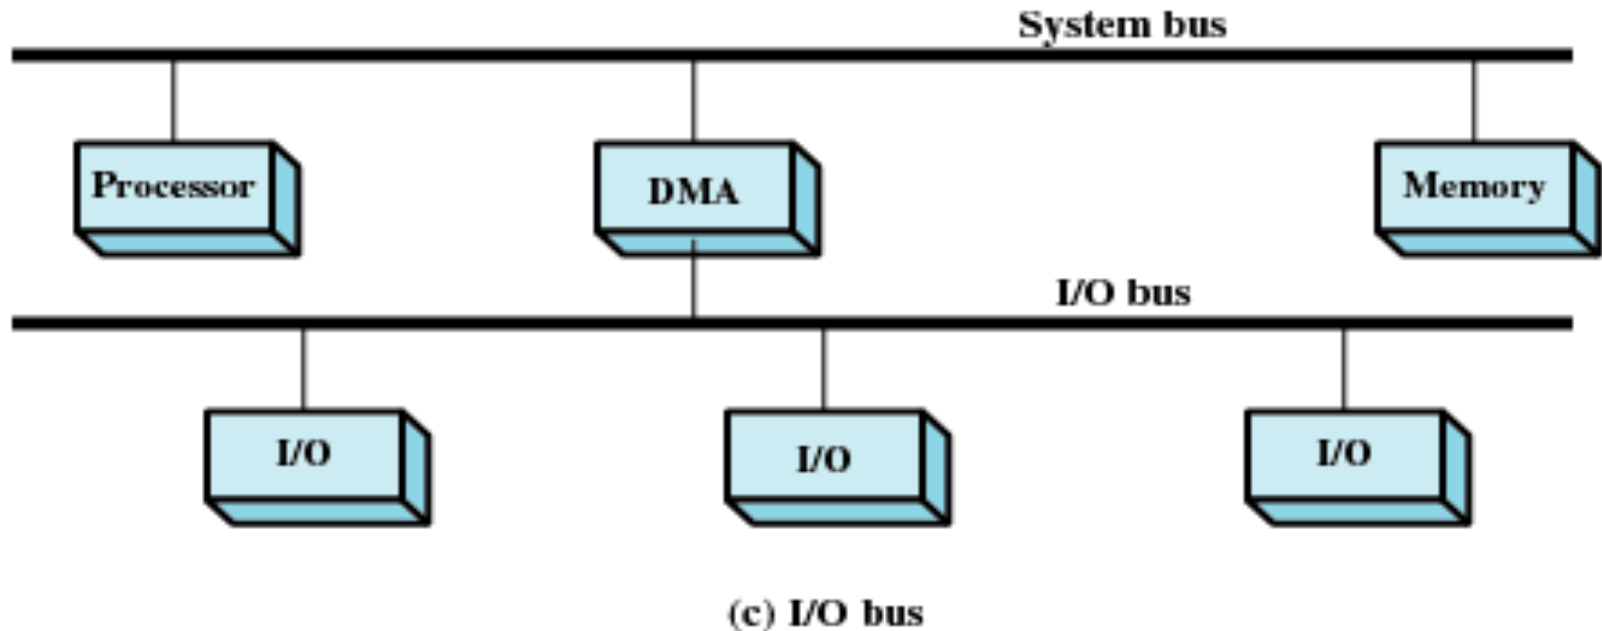 System bus
Processor
DMA
Memory
I/O bus
I/O
I/O
I/O
(c) I/O bus